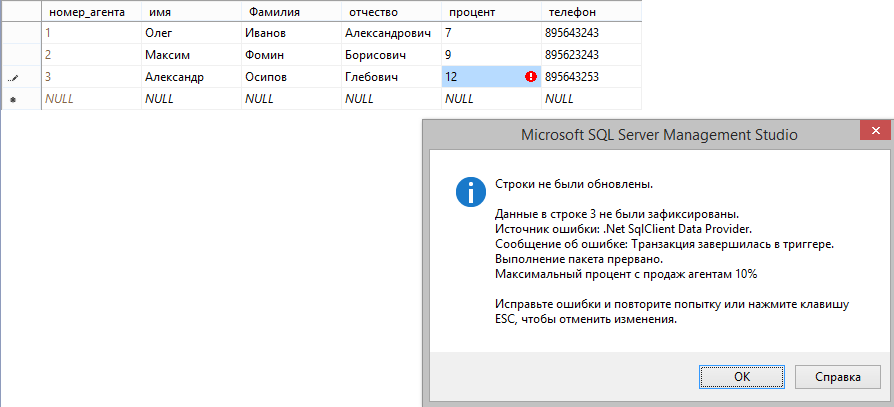 номер_агента имя Фамилия отчество процент телефон
1 Олег Иванов Александрович 7 895643243
2 Максим Фомин Борисович 9 895623243
3 Александр Осипов Глебович 12 895643253
NULL NULL NULL NULL NULL NULL
Microsoft SQL Server Management Studio
Строки не были обновлены.
Данные в строке 3 не были зафиксированы.
Источник ошибки: .Net SqlClient Data Provider.
Сообщение об ошибке: Транзакция завершилась в триггере.
Выполнение пакета прервано.
Максимальный процент с продаж агентам 10%
Исправьте ошибки и повторите попытку или нажмите клавишу
ESC, чтобы отменить изменения.
OK Справка